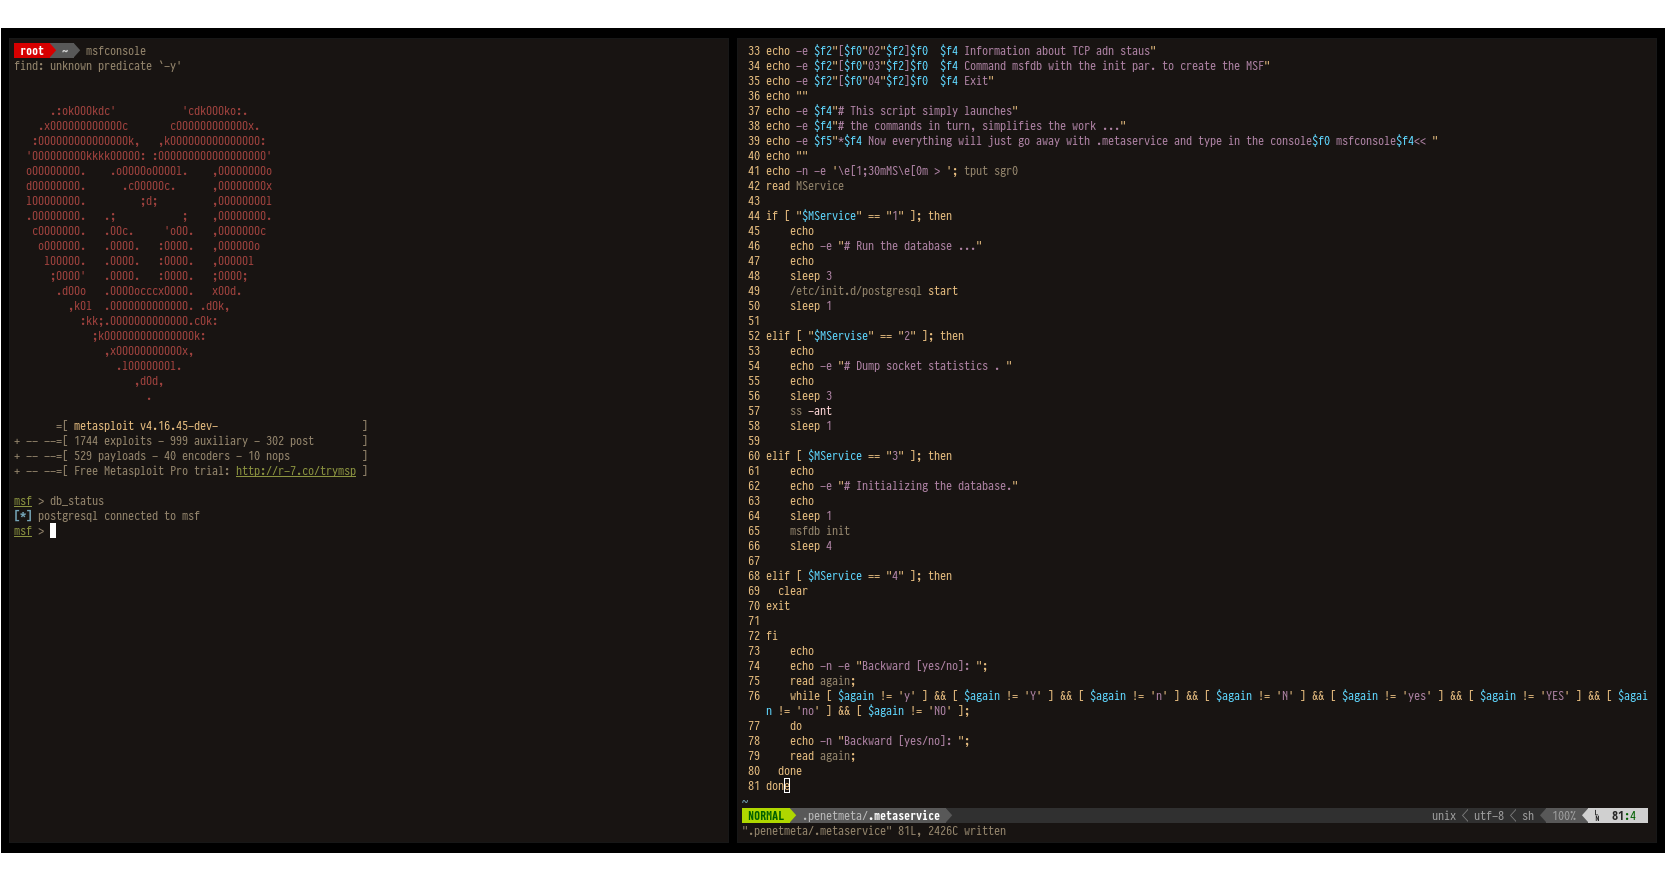 root ~ msfconsole
find: unknown predicate `-y'
.:okOOOkdc'           'cdkOOOko:.
.xOOOOOOOOOOOOc       cOOOOOOOOOOOOx.
:OOOOOOOOOOOOOOOk,   ,kOOOOOOOOOOOOOOO:
'OOOOOOOOOkkkkOOOOO: :OOOOOOOOOOOOOOOOOO'
oOOOOOOOO.    .oOOOOoOOOOl.    ,OOOOOOOOo
dOOOOOOOO.      .cOOOOOc.      ,OOOOOOOOx
lOOOOOOOO.         ;d;         ,OOOOOOOOl
.OOOOOOOO.   .;           ;    ,OOOOOOOO.
cOOOOOOO.   .OOc.     'oOO.   ,OOOOOOOc
oOOOOOO.   .OOOO.   :OOOO.   ,OOOOOOo
lOOOOO.   .OOOO.   :OOOO.   ,OOOOOl
;OOOO'   .OOOO.   :OOOO.   ;OOOO;
.dOOo   .OOOOocccxOOOO.   xOOd.
,kOl  .OOOOOOOOOOOOO. .dOk,
:kk;.OOOOOOOOOOOOO.cOk:
;kOOOOOOOOOOOOOOOk:
,xOOOOOOOOOOOx,
.lOOOOOOOl.
,dOd,
.
=[ metasploit v4.16.45-dev-                        ]
+ -- --=[ 1744 exploits - 999 auxiliary - 302 post        ]
+ -- --=[ 529 payloads - 40 encoders - 10 nops            ]
+ -- --=[ Free Metasploit Pro trial: http://r-7.co/trymsp ]
msf > db_status
[*] postgresql connected to msf
msf >
33 echo -e $f2"[$f0"02"$f2]$f0  $f4 Information about TCP adn staus"
34 echo -e $f2"[$f0"03"$f2]$f0  $f4 Command msfdb with the init par. to create the MSF"
35 echo -e $f2"[$f0"04"$f2]$f0  $f4 Exit"
36 echo ""
37 echo -e $f4"# This script simply launches"
38 echo -e $f4"# the commands in turn, simplifies the work ..."
39 echo -e $f5"*$f4 Now everything will just go away with .metaservice and type in the console$f0 msfconsole$f4<< "
40 echo ""
41 echo -n -e '\e[1;30mMS\e[0m > '; tput sgr0
42 read MService
43
44 if [ "$MService" == "1" ]; then
45     echo
46     echo -e "# Run the database ..."
47     echo
48     sleep 3
49     /etc/init.d/postgresql start
50     sleep 1
51
52 elif [ "$MServise" == "2" ]; then
53     echo
54     echo -e "# Dump socket statistics . "
55     echo
56     sleep 3
57     ss -ant
58     sleep 1
59
60 elif [ $MService == "3" ]; then
61     echo
62     echo -e "# Initializing the database."
63     echo
64     sleep 1
65     msfdb init
66     sleep 4
67
68 elif [ $MService == "4" ]; then
69   clear
70 exit
71
72 fi
73     echo
74     echo -n -e "Backward [yes/no]: ";
75     read again;
76     while [ $again != 'y' ] && [ $again != 'Y' ] && [ $again != 'n' ] && [ $again != 'N' ] && [ $again != 'yes' ] && [ $again != 'YES' ] && [ $agai
n != 'no' ] && [ $again != 'NO' ];
77     do
78     echo -n "Backward [yes/no]: ";
79     read again;
80   done
81 done
~
NORMAL .penetmeta/.metaservice unix < utf-8 < sh 100% 81:4
".penetmeta/.metaservice" 81L, 2426C written